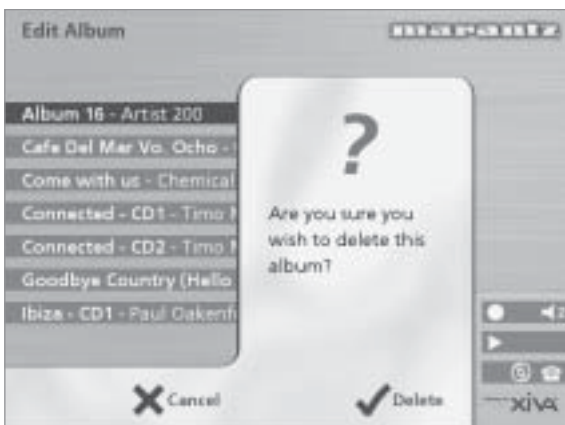 Edit Album
marantz
Album 16 - Artist 200
Cafe Del Mar Vo. Ocho -
Come with us - Chemical
Connected - CD1 - Timo M
Connected - CD2 - Timo M
Goodbye Country (Hello
Ibiza - CD1 - Paul Oakenf
?
Are you sure you
wish to delete this
album?
Cancel
Delete
xiva